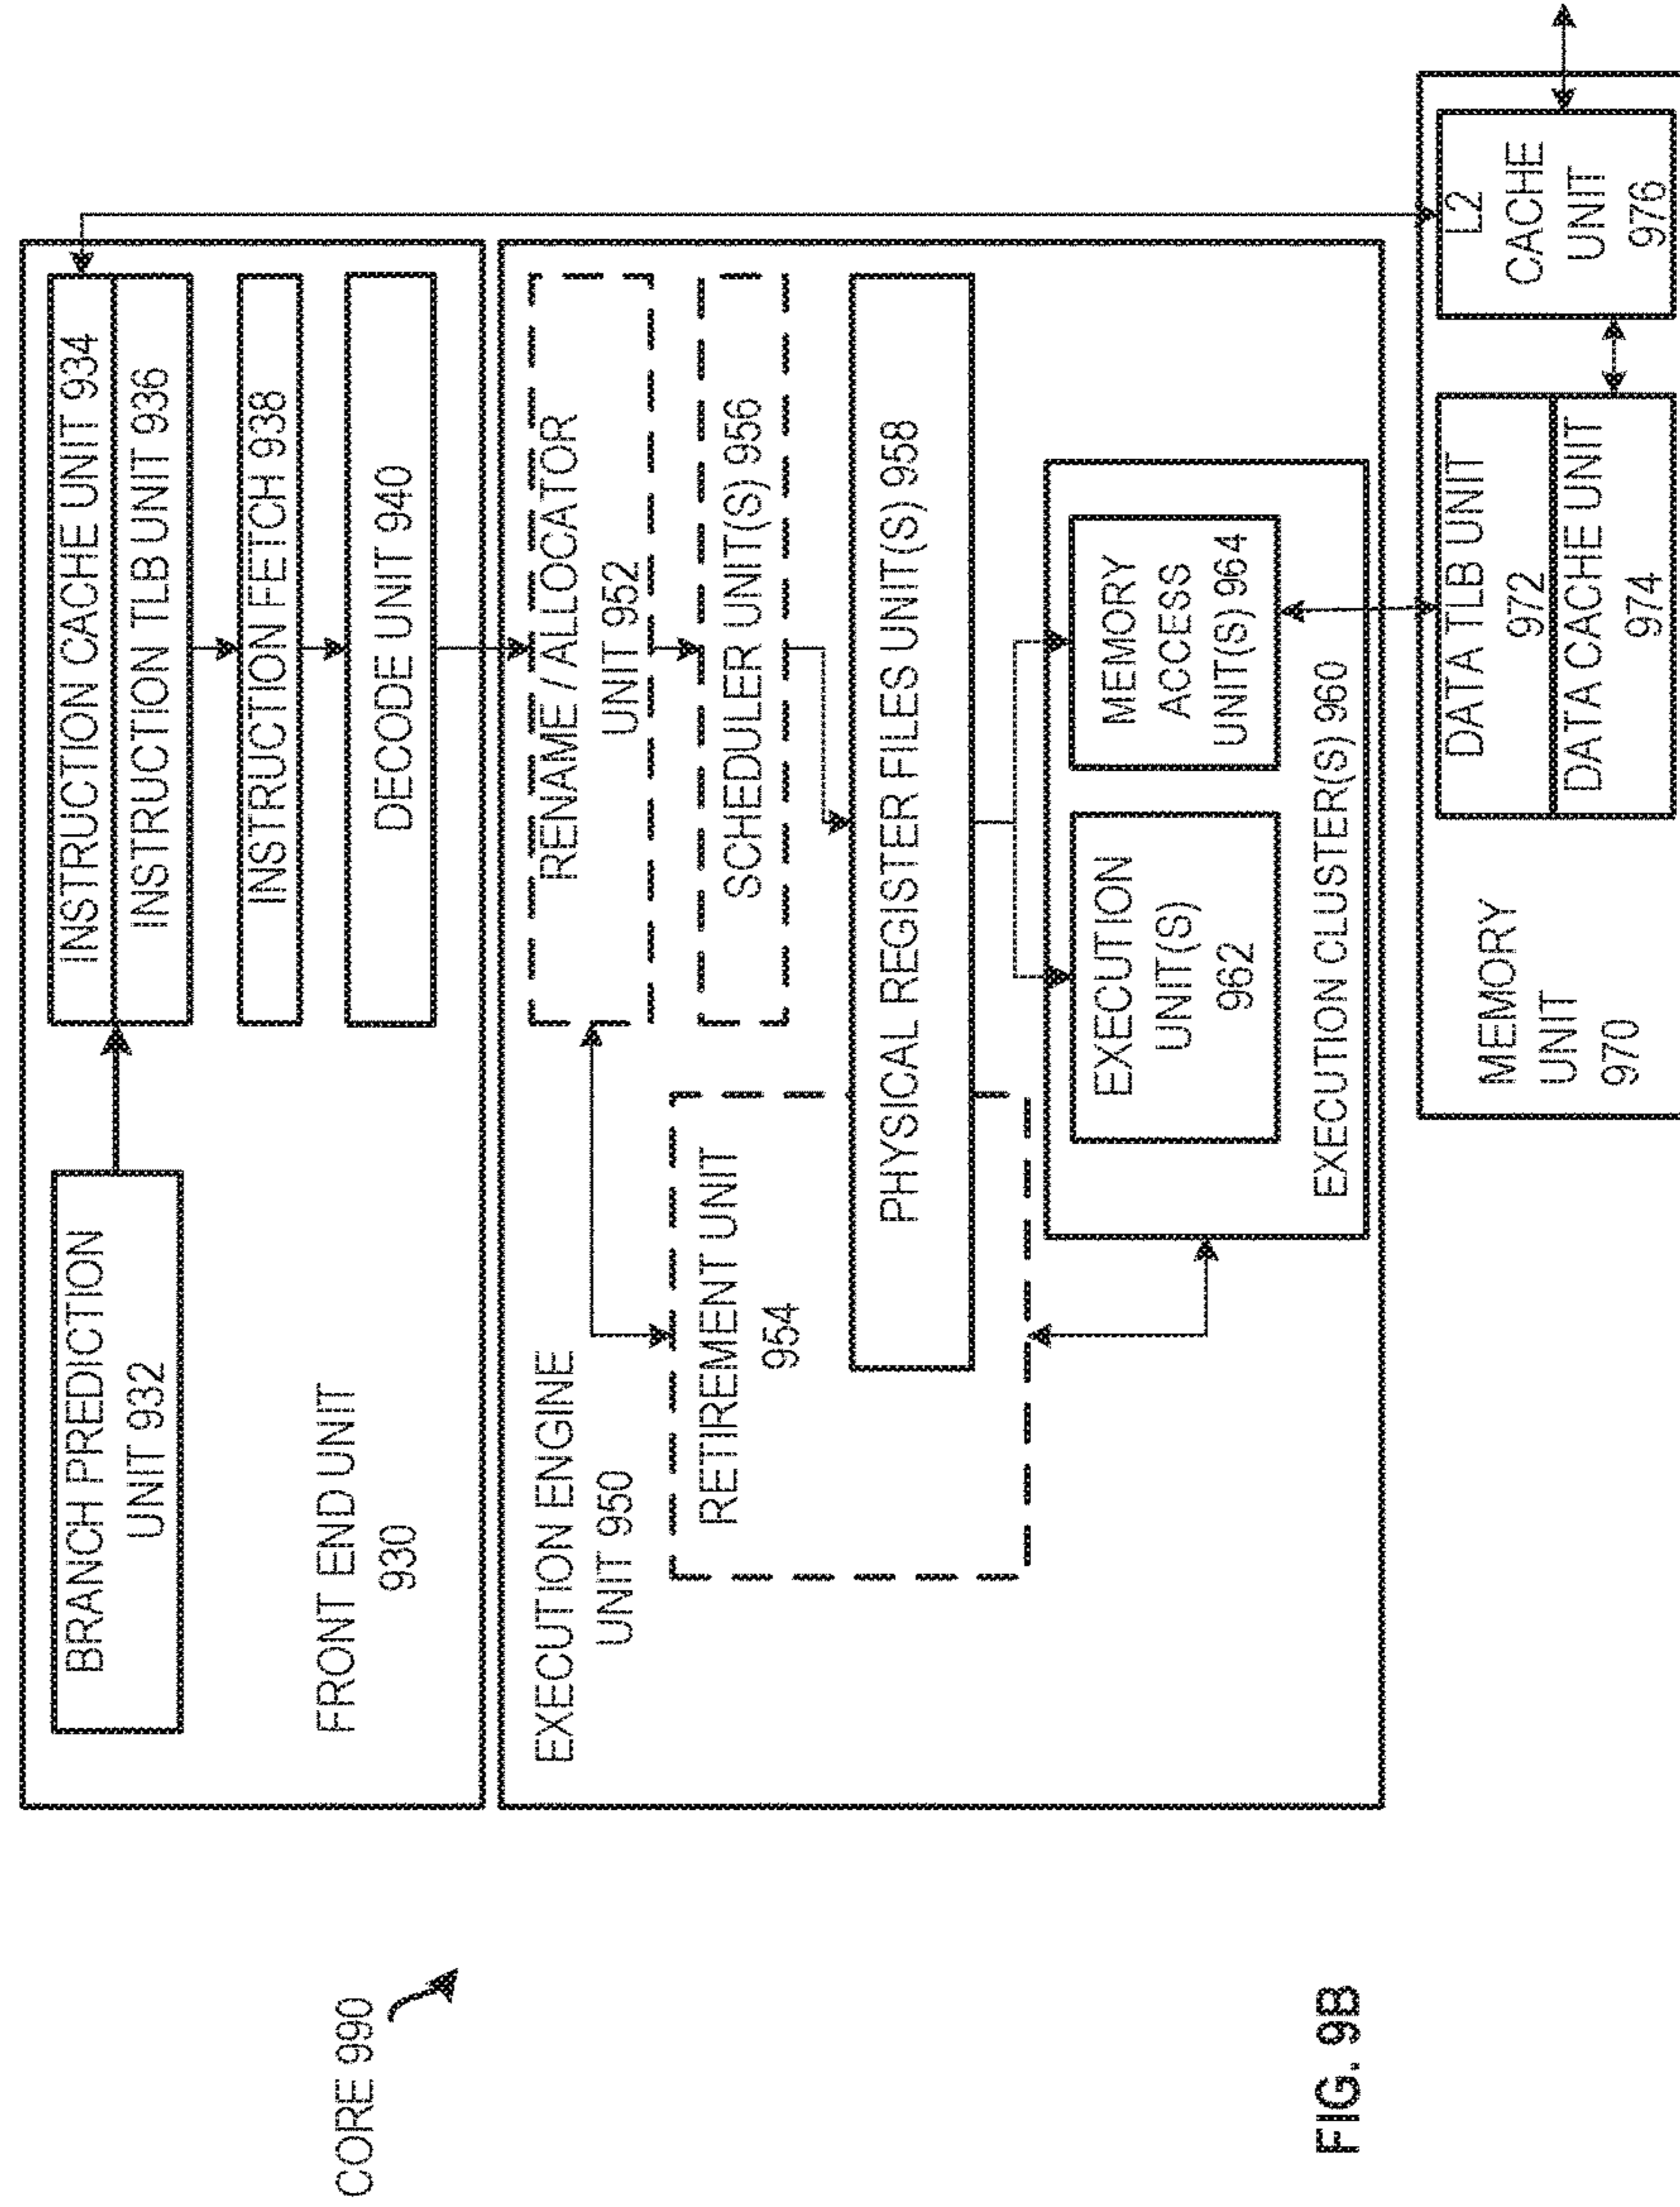 BRANCH PREDICTION
UNIT 932
INSTRUCTION CACHE UNIT 934
INSTRUCTION TLB UNIT 936
INSTRUCTION FETCH 938
FRONT END UNIT
930
DECODE UNIT 940
CORE 990
EXECUTION ENGINE
UNIT 950
RENAME / ALLOCATOR
UNIT 952
RETIREMENT UNIT
954
SCHEDULER UNIT(S) 956
PHYSICAL REGISTER FILES UNIT(S) 958
EXECUTION
UNIT(S)
962
MEMORY
ACCESS
UNIT(S) 964
EXECUTION CLUSTER(S) 960
FIG. 9B
MEMORY
UNIT
970
DATA TLB UNIT
972
DATA CACHE UNIT
974
L2
CACHE
UNIT
976